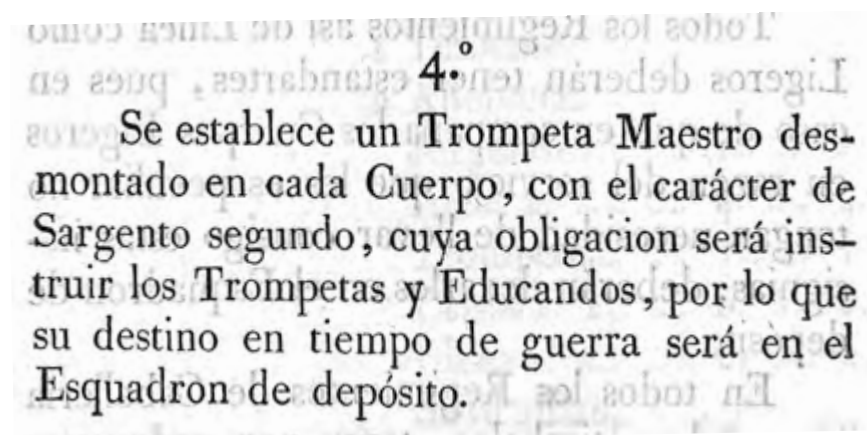 4.º
Se establece un Trompeta Maestro des-
montado en cada Cuerpo, con el carácter de
Sargento segundo, cuya obligacion será ins-
truir los Trompetas y Educandos, por lo que
su destino en tiempo de guerra será en el
Esquadron de depósito.